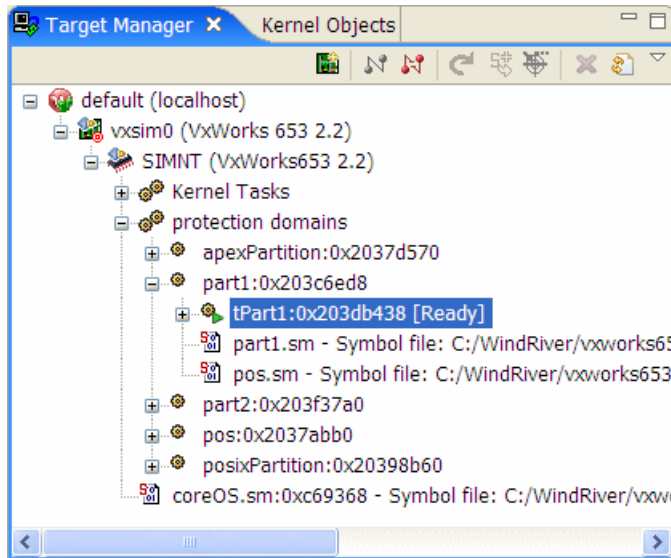 Target Manager
Kernel Objects
default (localhost)
vxsim0 (VxWorks 653 2.2)
SIMNT (VxWorks653 2.2)
Kernel Tasks
protection domains
apexPartition:0x2037d570
part1:0x203c6ed8
tPart1:0x203db438 [Ready]
part1.sm - Symbol file: C:/WindRiver/vxworks65
pos.sm - Symbol file: C:/WindRiver/vxworks653
part2:0x203f37a0
pos:0x2037abb0
posixPartition:0x20398b60
coreOS.sm:0xc69368 - Symbol file: C:/WindRiver/vxw